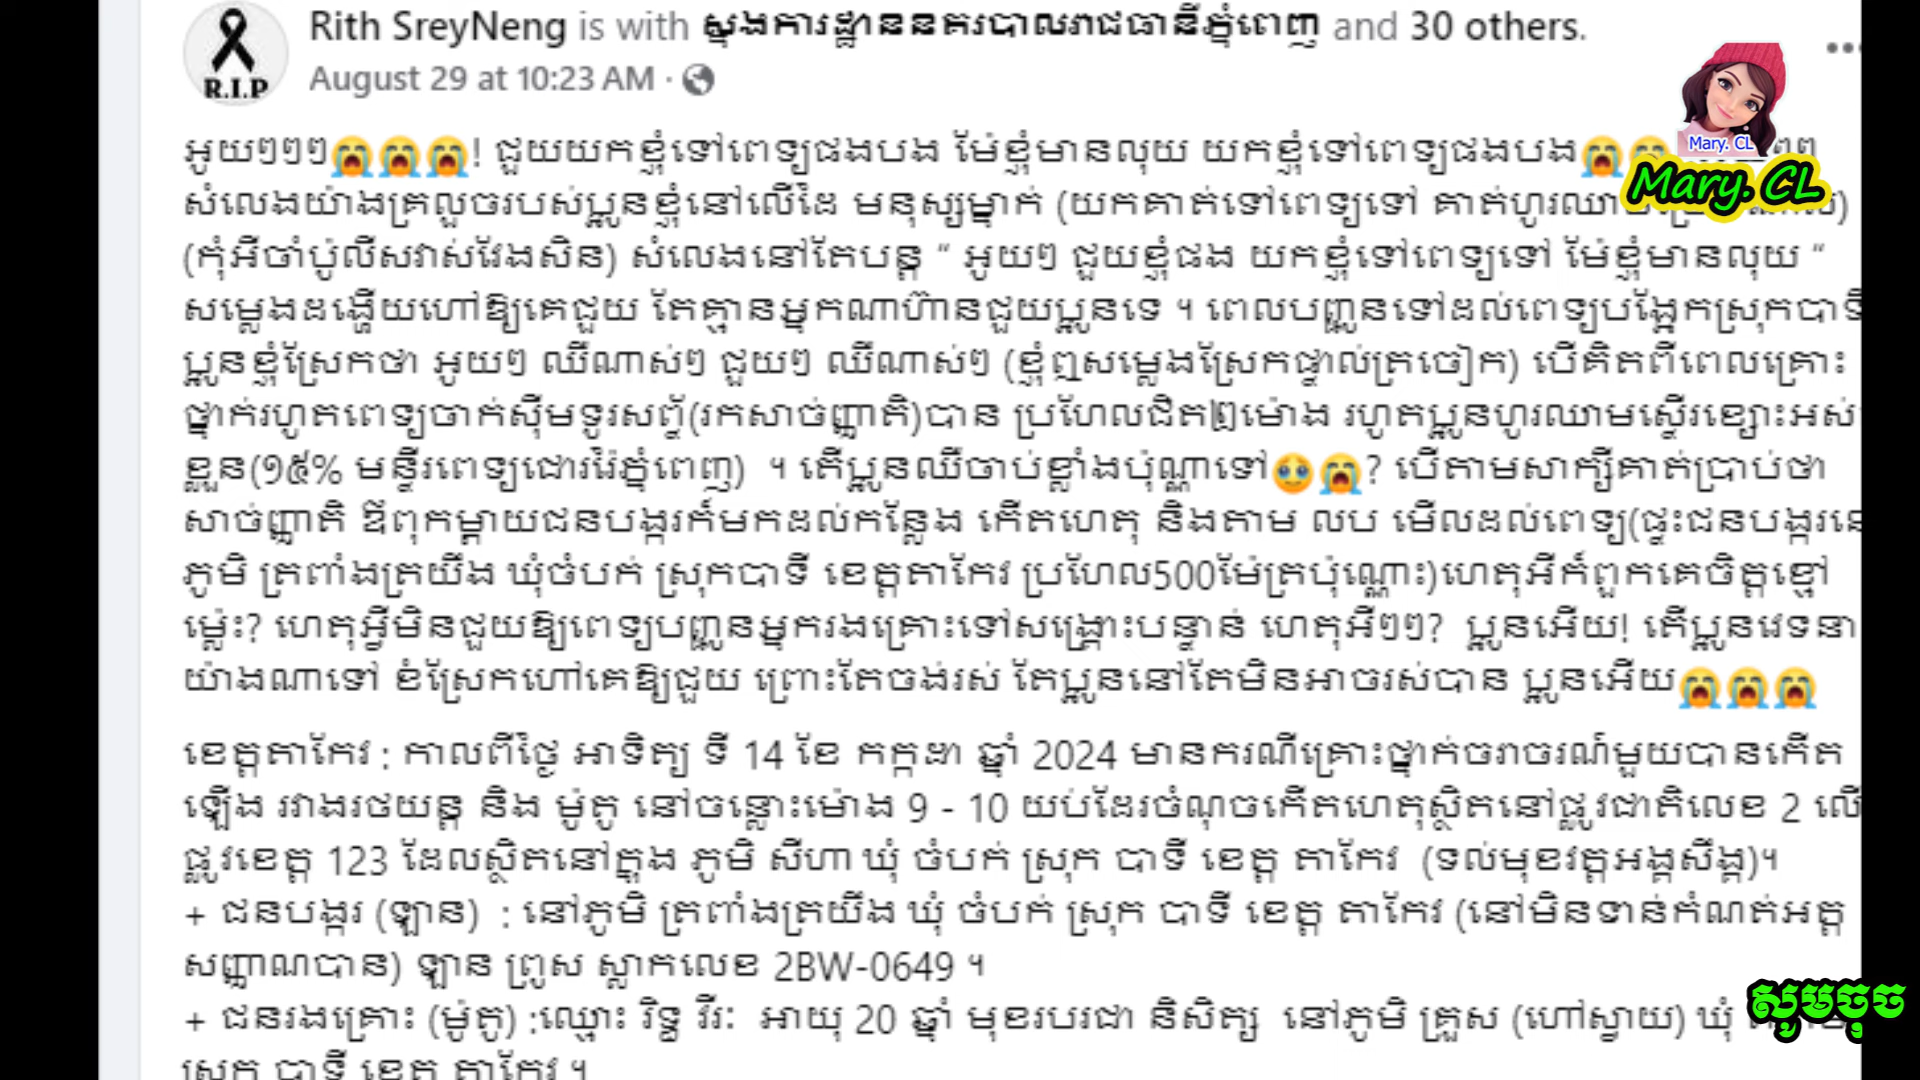 Rith SreyNeng is with ស្នងការដ្ឋាននគរបាលរាជធានីភ្នំពេញ and 30 others.
August 29 at 10:23 AM
R.I.P
Mary. CL
Mary. CL
អូយៗៗៗ😭😭😭! ជួយយកខ្ញុំទៅពេទ្យផងបង ម៉ែខ្ញុំមានលុយ យកខ្ញុំទៅពេទ្យផងបង😭
សំលេងយ៉ាងគ្រលួចរបស់ប្អូនខ្ញុំនៅលើដៃ មនុស្សម្នាក់ (យកគាត់ទៅពេទ្យទៅ គាត់ហូរឈាម
(កុំអីចាំប៉ូលីសវាស់វែងសិន) សំលេងនៅតែបន្ត “ អូយៗ ជួយខ្ញុំផង យកខ្ញុំទៅពេទ្យទៅ ម៉ែខ្ញុំមានលុយ “
សម្លេងដង្ហើយហៅឱ្យគេជួយ តែគ្មានអ្នកណាហ៊ានជួយប្អូនទេ ។ ពេលបញ្ជូនទៅដល់ពេទ្យបង្អែកស្រុកបាទី
ប្អូនខ្ញុំស្រែកថា អូយៗ ឈឺណាស់ៗ ជួយៗ ឈឺណាស់ៗ (ខ្ញុំឮសម្លេងស្រែកផ្ទាល់ត្រចៀក) បើគិតពីពេលគ្រោះ
ថ្នាក់រហូតពេទ្យចាក់ស៊ីមទូរសព្ទ័(រកសាច់ញ្ញាតិ)បាន ប្រហែលជិត២ម៉ោង រហូតប្អូនហូរឈាមស្ទើរខ្សោះអស់
ខ្លួន(១៥% មន្ទីរពេទ្យជោរវ៉ៃភ្នំពេញ) ។ តើប្អូនឈឺចាប់ខ្លាំងប៉ុណ្ណាទៅ🥹😭? បើតាមសាក្សីគាត់ប្រាប់ថា
សាច់ញ្ញាតិ ឪពុកម្ដាយជនបង្ករក៏មកដល់កន្លែង កើតហេតុ និងតាម លប មើលដល់ពេទ្យ(ផ្ទះជនបង្ករនៅ
ភូមិ ត្រពាំងត្រយឹង ឃុំចំបក់ ស្រុកបាទី ខេត្តតាកែវ ប្រហែល500ម៉ែត្រប៉ុណ្ណោះ)ហេតុអីក៏ពួកគេចិត្តខ្មៅ
ម្ល៉េះ? ហេតុអ្វីមិនជួយឱ្យពេទ្យបញ្ជូនអ្នករងគ្រោះទៅសង្គ្រោះបន្ទាន់ ហេតុអីៗៗ? ប្អូនអើយ! តើប្អូនវេទនា
យ៉ាងណាទៅ ខំស្រែកហៅគេឱ្យជួយ ព្រោះតែចង់រស់ តែប្អូននៅតែមិនអាចរស់បាន ប្អូនអើយ😭😭😭
ខេត្តតាកែវ : កាលពីថ្ងៃ អាទិត្យ ទី 14 ខែ កក្កដា ឆ្នាំ 2024 មានករណីគ្រោះថ្នាក់ចរាចរណ៍មួយបានកើត
ឡើង រវាងរថយន្ត និង ម៉ូតូ នៅចន្លោះម៉ោង 9 - 10 យប់ដែរចំណុចកើតហេតុស្ថិតនៅផ្លូវជាតិលេខ 2 លើ
ផ្លូវខេត្ត 123 ដែលស្ថិតនៅក្នុង ភូមិ សីហា ឃុំ ចំបក់ ស្រុក បាទី ខេត្ត តាកែវ (ទល់មុខវត្តអង្គសឹង្គ)។
+ ជនបង្ករ (ឡាន) : នៅភូមិ ត្រពាំងត្រយឹង ឃុំ ចំបក់ ស្រុក បាទី ខេត្ត តាកែវ (នៅមិនទាន់កំណត់អត្ត
សញ្ញាណបាន) ឡាន ព្រូស ស្លាកលេខ 2BW-0649 ។
+ ជនរងគ្រោះ (ម៉ូតូ) :ឈ្មោះ រិទ្ធ វីរៈ អាយុ 20 ឆ្នាំ មុខរបរជា និសិត្ស នៅភូមិ គ្រួស (ហៅស្វាយ) ឃុំ
ស្រុក បាទី ខេត្ត តាកែវ ។
សូមចុច